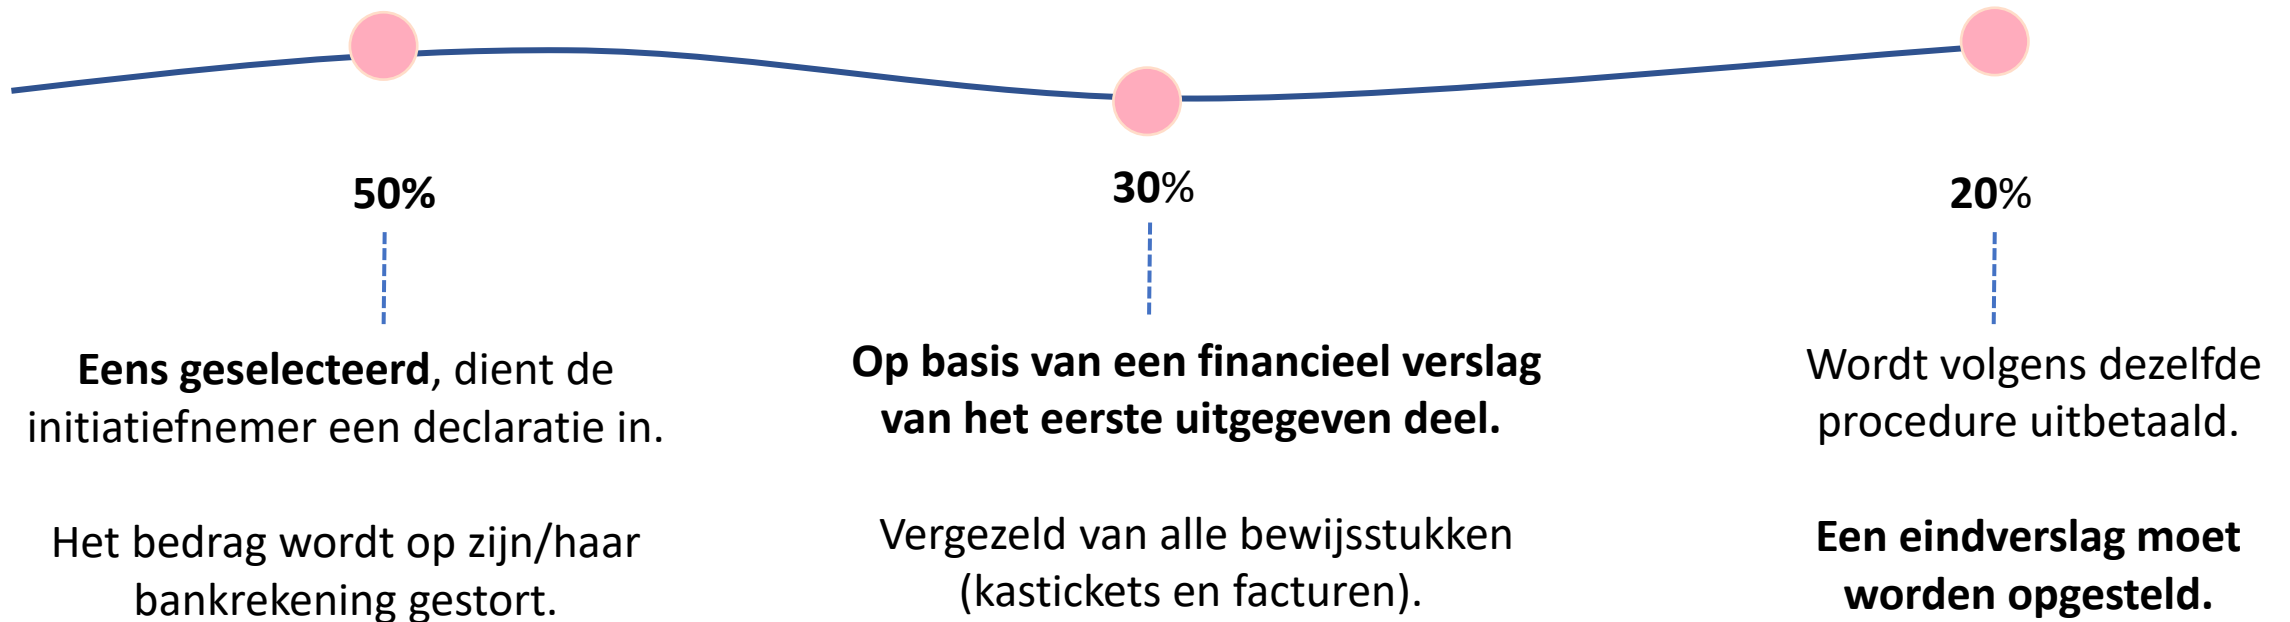 50%
Eens geselecteerd, dient de
initiatiefnemer een declaratie in.
Het bedrag wordt op zijn/haar
bankrekening gestort.
30%
Op basis van een financieel verslag
van het eerste uitgegeven deel.
Vergezeld van alle bewijsstukken
(kastickets en facturen).
20%
Wordt volgens dezelfde
procedure uitbetaald.
Een eindverslag moet
worden opgesteld.